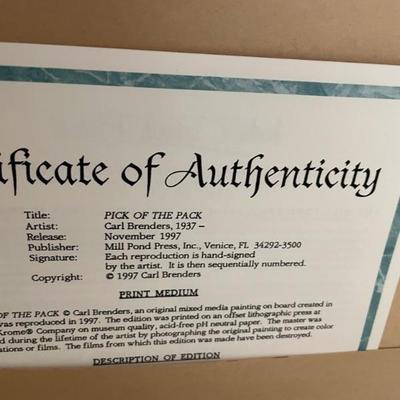 ificate of Authenticity
Title: PICK OF THE PACK
Artist: Carl Brenders, 1937 –
Release: November 1997
Publisher: Mill Pond Press, Inc., Venice, FL 34292-3500
Signature: Each reproduction is hand-signed
by the artist. It is then sequentially numbered.
Copyright: © 1997 Carl Brenders
PRINT MEDIUM
OF THE PACK © Carl Brenders, an original mixed media painting on board created in
was reproduced in 1997. The edition was printed on an offset lithographic press at
Krome® Company on museum quality, acid-free pH neutral paper. The master was
d during the lifetime of the artist by photographing the original painting to create color
ations or films. The films from which this edition was made have been destroyed.
DESCRIPTION OF EDITION